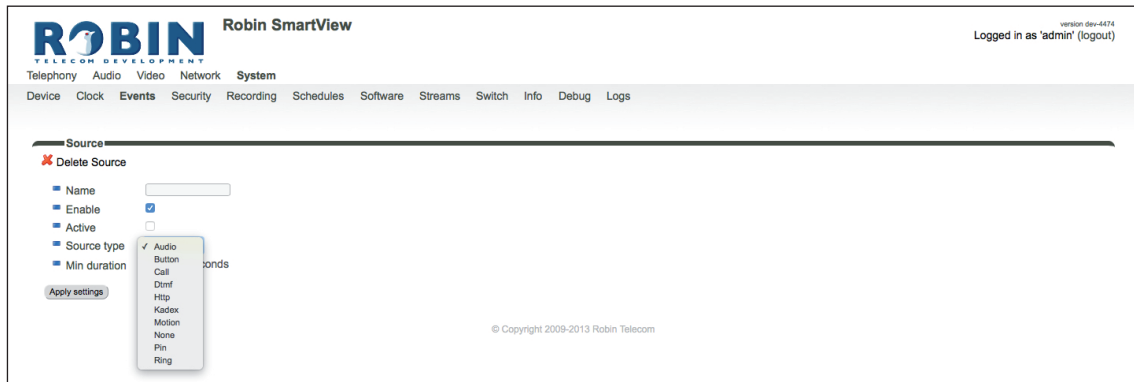 ROBIN
TELECOM DEVELOPMENT
Robin SmartView
version dev-4474
Logged in as 'admin' (logout)
Telephony Audio Video Network System
Device Clock Events Security Recording Schedules Software Streams Switch Info Debug Logs
Source
Delete Source
Name
Enable
Active
Source type
✓ Audio
Button
Call
Dtmf
Http
Kadex
Motion
None
Pin
Ring
Min duration conds
Apply settings
© Copyright 2009-2013 Robin Telecom